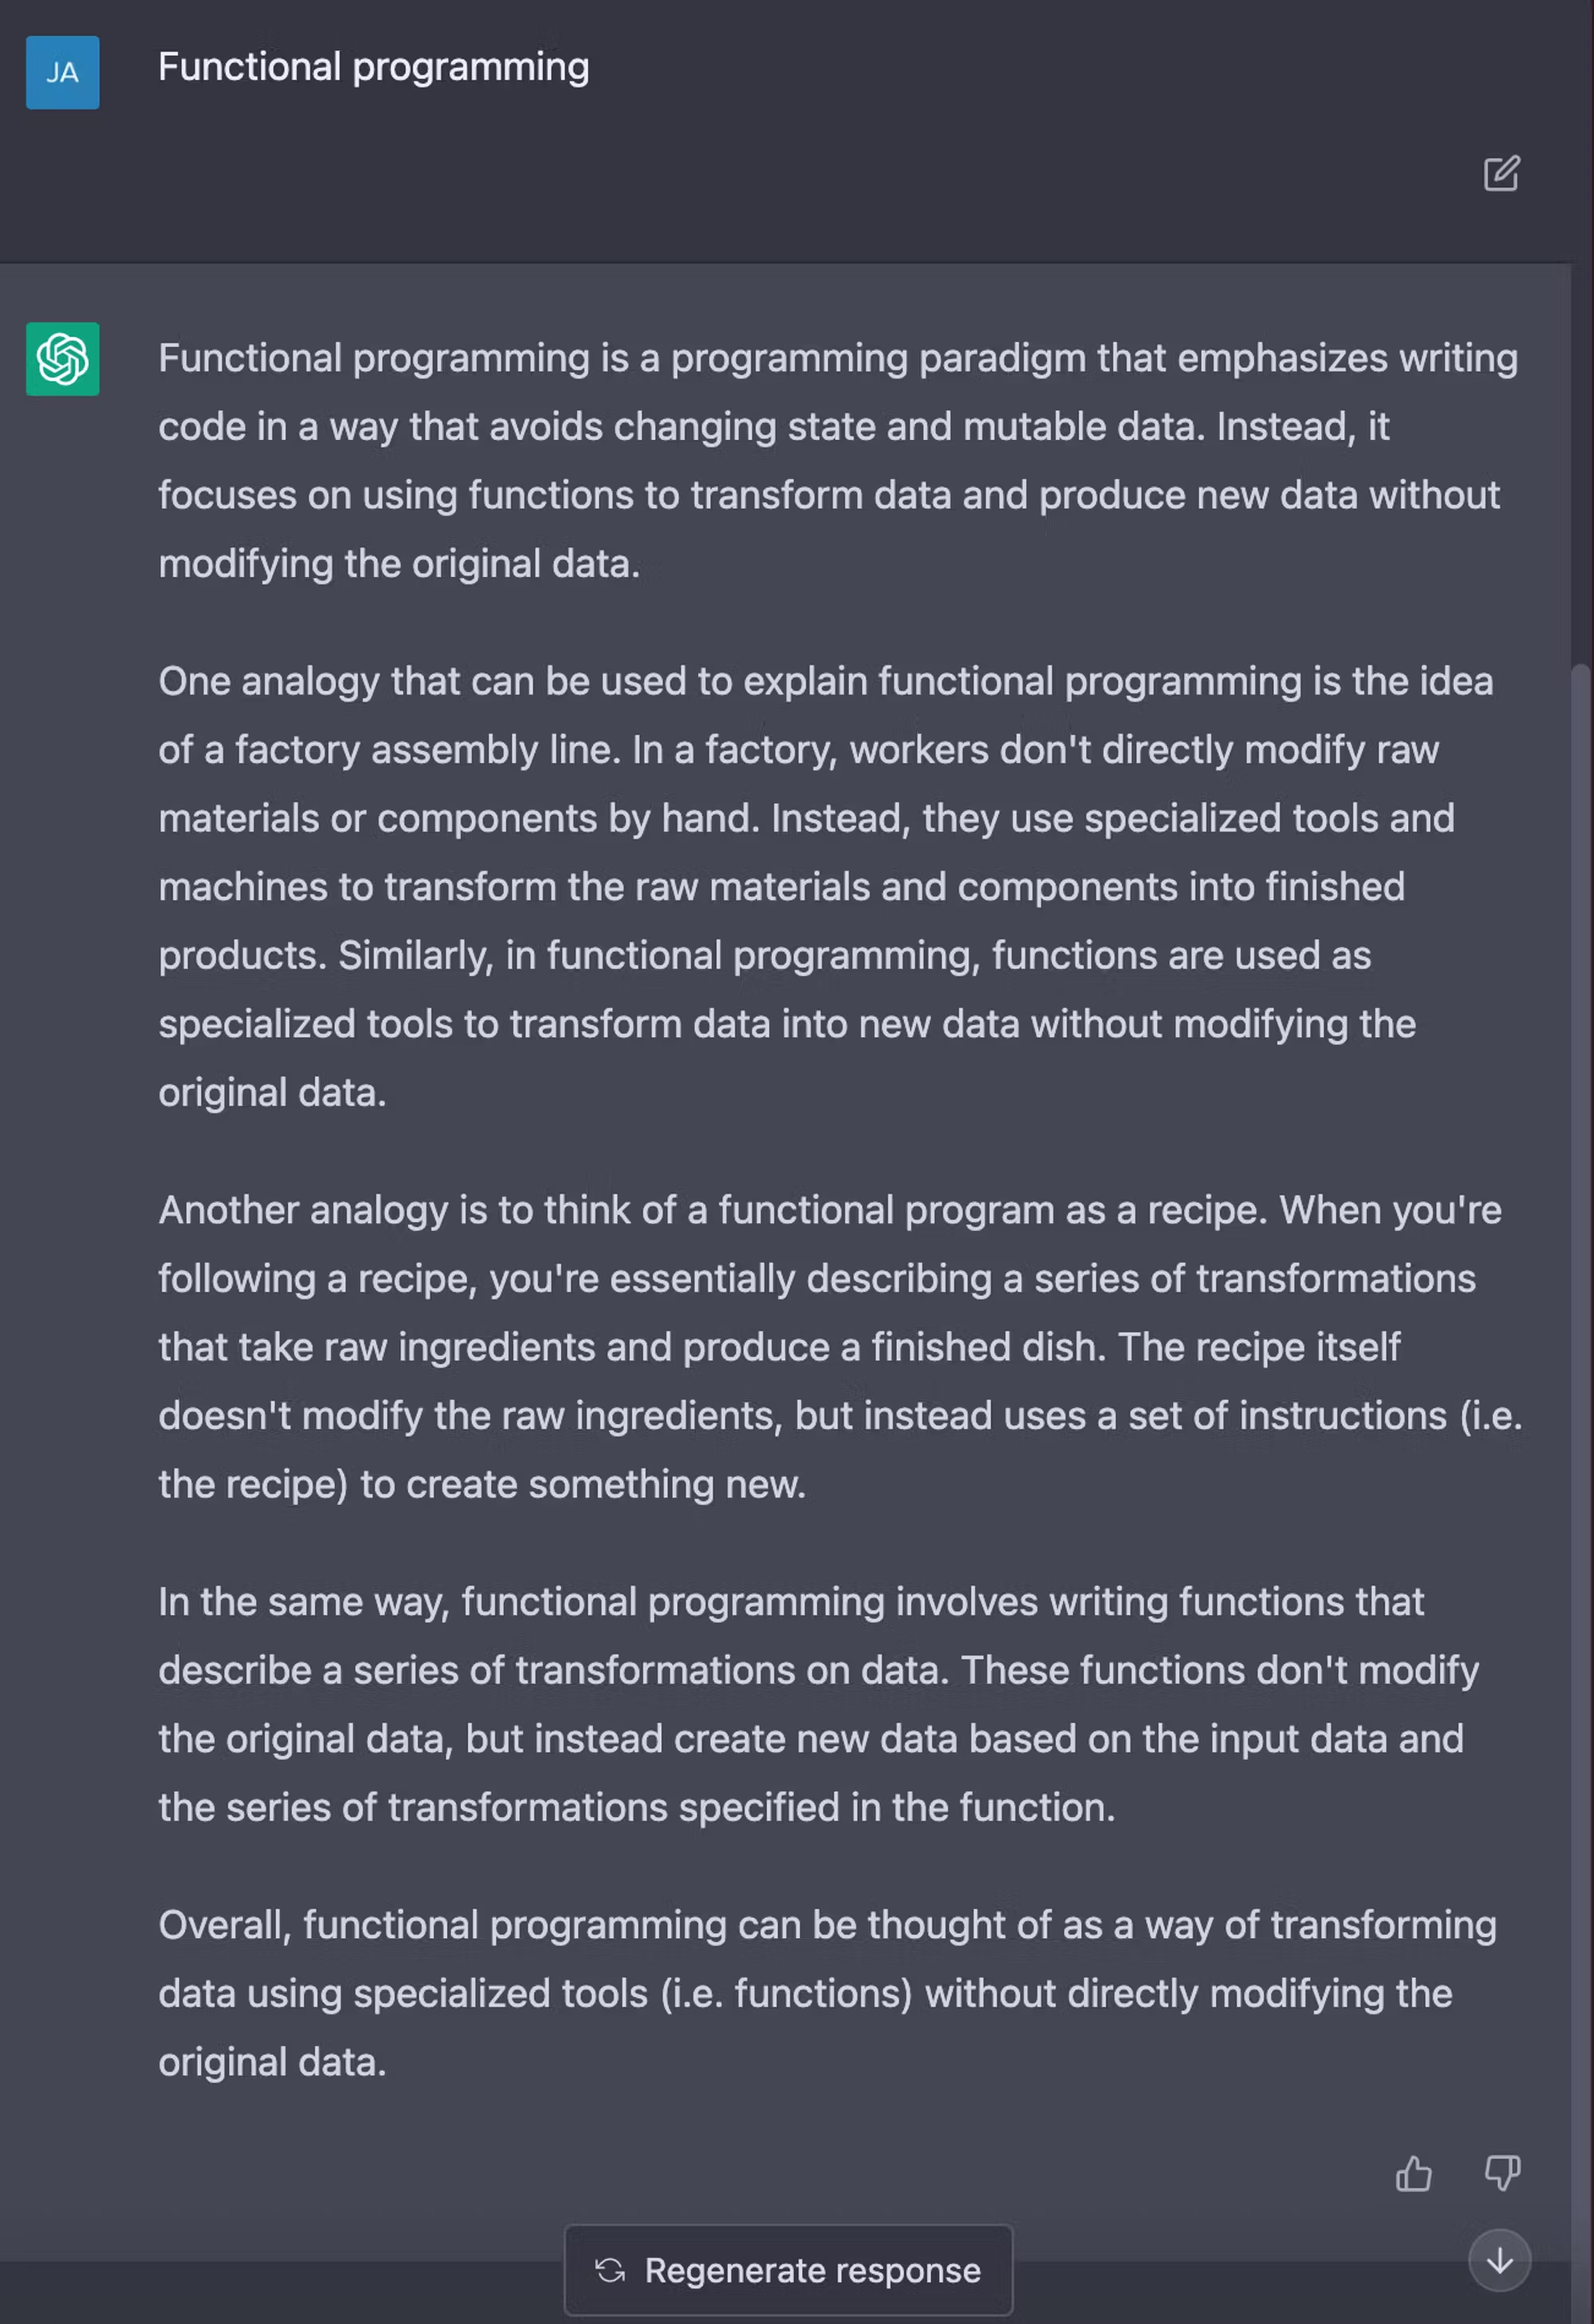 JA
Functional programming
Functional programming is a programming paradigm that emphasizes writing
code in a way that avoids changing state and mutable data. Instead, it
focuses on using functions to transform data and produce new data without
modifying the original data.
One analogy that can be used to explain functional programming is the idea
of a factory assembly line. In a factory, workers don't directly modify raw
materials or components by hand. Instead, they use specialized tools and
machines to transform the raw materials and components into finished
products. Similarly, in functional programming, functions are used as
specialized tools to transform data into new data without modifying the
original data.
Another analogy is to think of a functional program as a recipe. When you're
following a recipe, you're essentially describing a series of transformations
that take raw ingredients and produce a finished dish. The recipe itself
doesn't modify the raw ingredients, but instead uses a set of instructions (i.e.
the recipe) to create something new.
In the same way, functional programming involves writing functions that
describe a series of transformations on data. These functions don't modify
the original data, but instead create new data based on the input data and
the series of transformations specified in the function.
Overall, functional programming can be thought of as a way of transforming
data using specialized tools (i.e. functions) without directly modifying the
original data.
Regenerate response